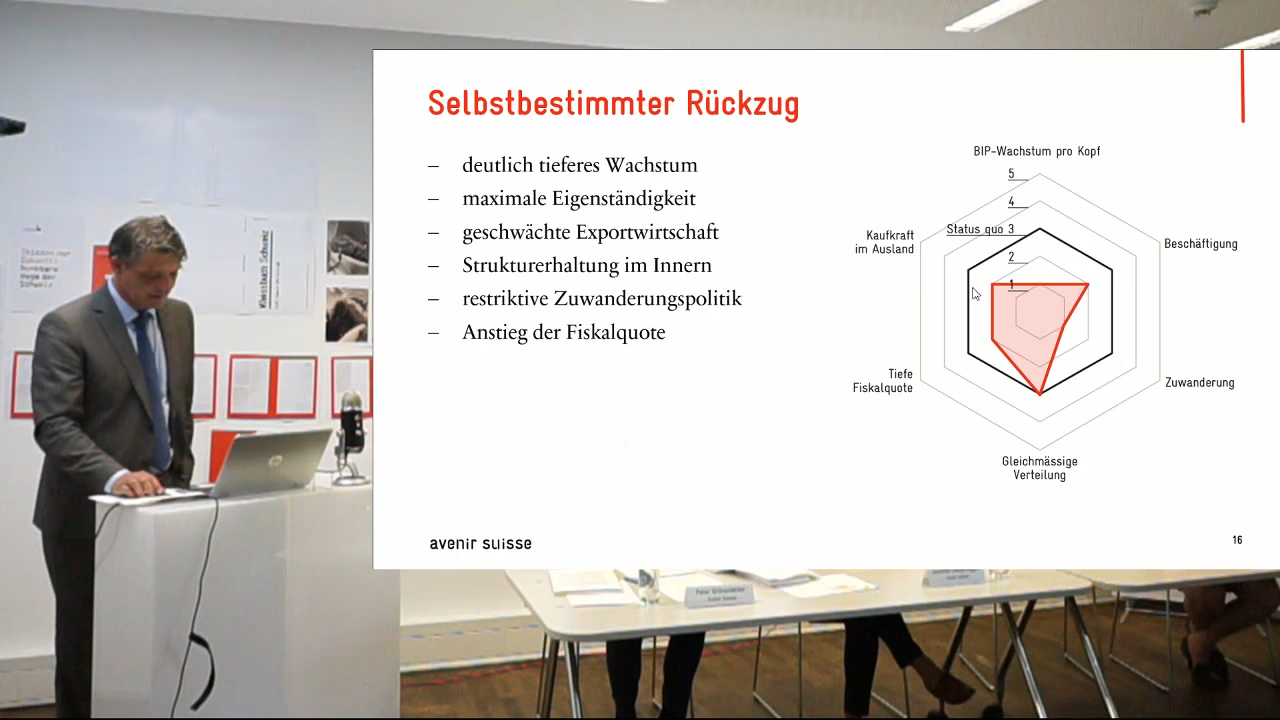 Selbstbestimmter Rückzug
– deutlich tieferes Wachstum
– maximale Eigenständigkeit
– geschwächte Exportwirtschaft
– Strukturerhaltung im Innern
– restriktive Zuwanderungspolitik
– Anstieg der Fiskalquote
BIP-Wachstum pro Kopf
5
4
Status quo 3
2
1
Kaufkraft
im Ausland
Beschäftigung
Tiefe
Fiskalquote
Zuwanderung
Gleichmässige
Verteilung
avenir suisse
16
hp